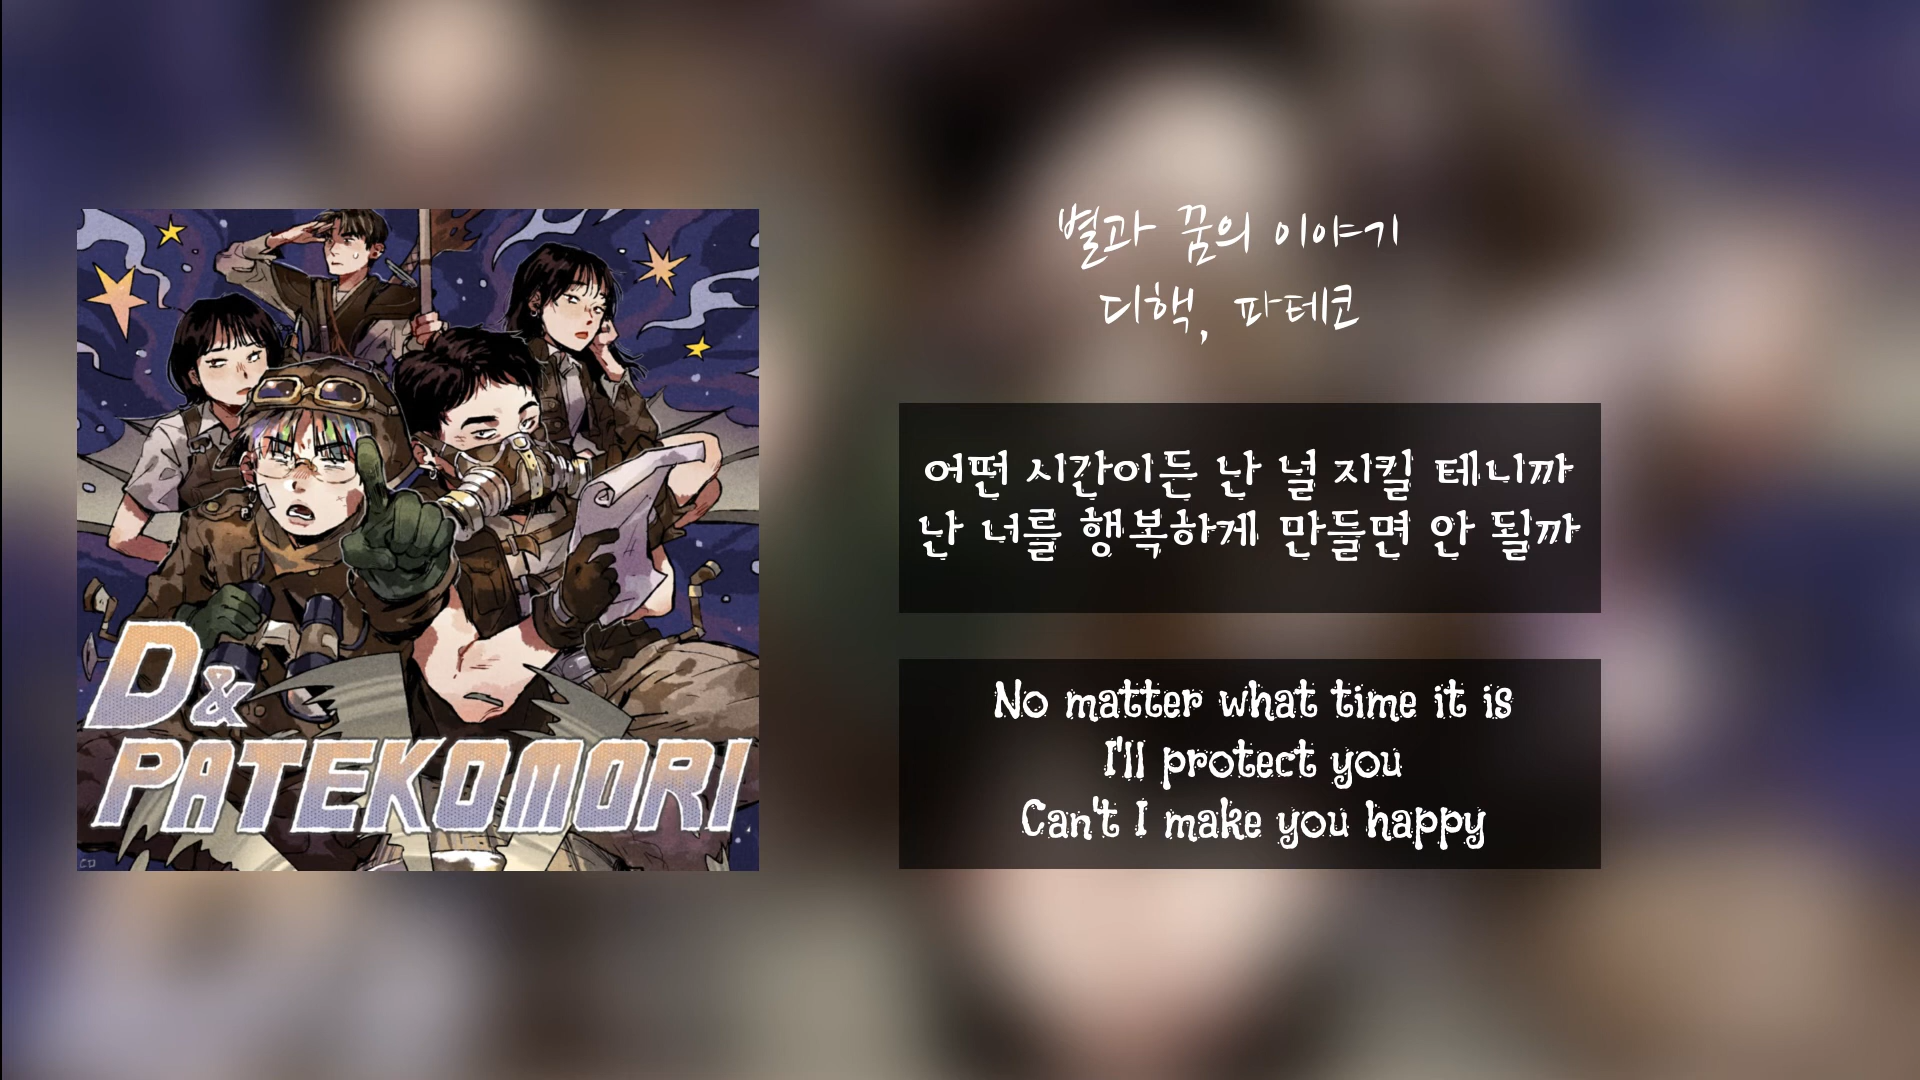 별과 꿈의 이야기
디핵, 파테코
어떤 시간이든 난 널 지킬 테니까
난 너를 행복하게 만들면 안 될까
No matter what time it is
I'll protect you
Can't I make you happy
D&
PATEKOMORI
CD